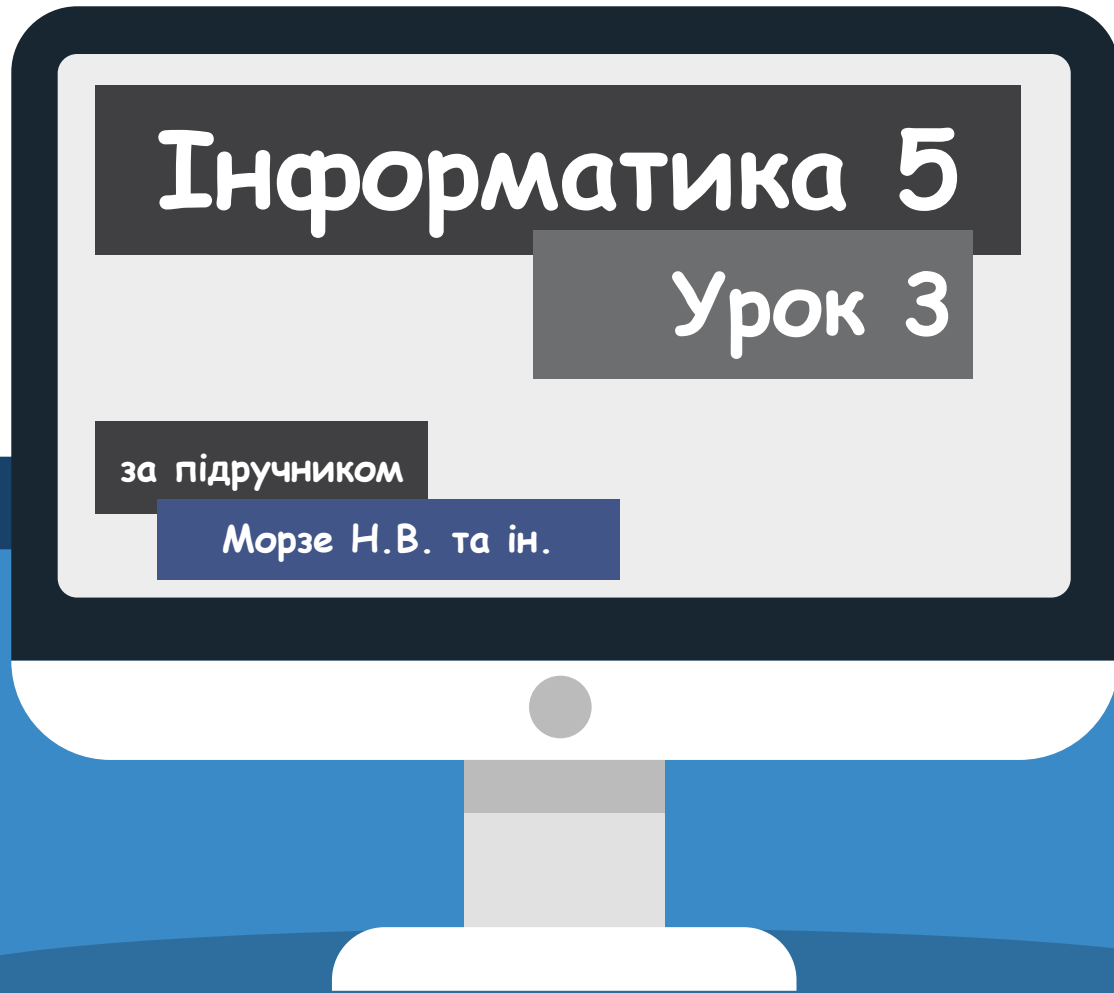 Інформатика 5
Урок 3
за підручником
Морзе Н.В. та ін.